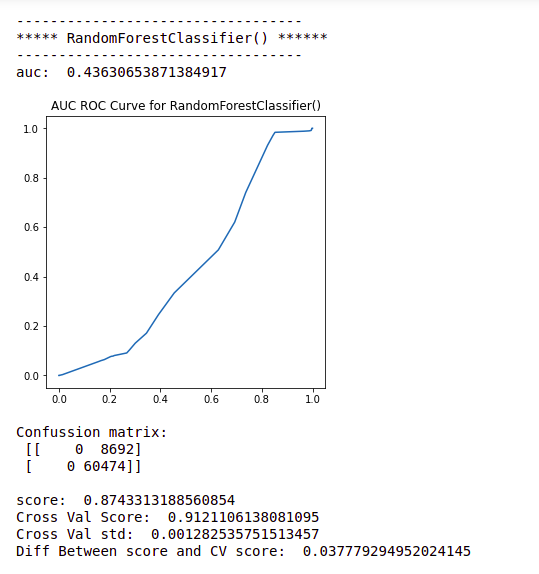 ----------------------------------
***** RandomForestClassifier() ******
----------------------------------
auc:  0.43630653871384917
AUC ROC Curve for RandomForestClassifier()
1.0
0.8
0.6
0.4
0.2
0.0
0.0 0.2 0.4 0.6 0.8 1.0
Confussion matrix:
[[    0  8692]
[    0 60474]]
score:  0.8743313188560854
Cross Val Score:  0.9121106138081095
Cross Val std:  0.001282535751513457
Diff Between score and CV score:  0.037779294952024145